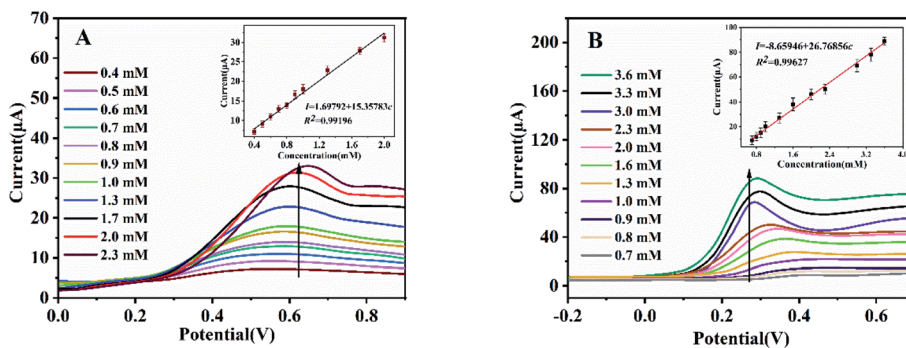 A
70
60
50
40
30
20
10
0
Current(μA)
0.0 0.2 0.4 0.6 0.8
Potential(V)
0.4 mM
0.5 mM
0.6 mM
0.7 mM
0.8 mM
0.9 mM
1.0 mM
1.3 mM
1.7 mM
2.0 mM
2.3 mM
30
25
20
15
10
Current(μA)
I=1.69792+15.35783c
R²=0.99196
0.4 0.8 1.2 1.6 2.0
Concentration(mM)
B
200
160
120
80
40
0
Current(μA)
-0.2 0.0 0.2 0.4 0.6
Potential(V)
3.6 mM
3.3 mM
3.0 mM
2.3 mM
2.0 mM
1.6 mM
1.3 mM
1.0 mM
0.9 mM
0.8 mM
0.7 mM
100
80
60
40
20
0
Current(μA)
I=-8.65946+26.76856c
R²=0.99627
0.8 1.6 2.4 3.2 4.0
Concentration(mM)